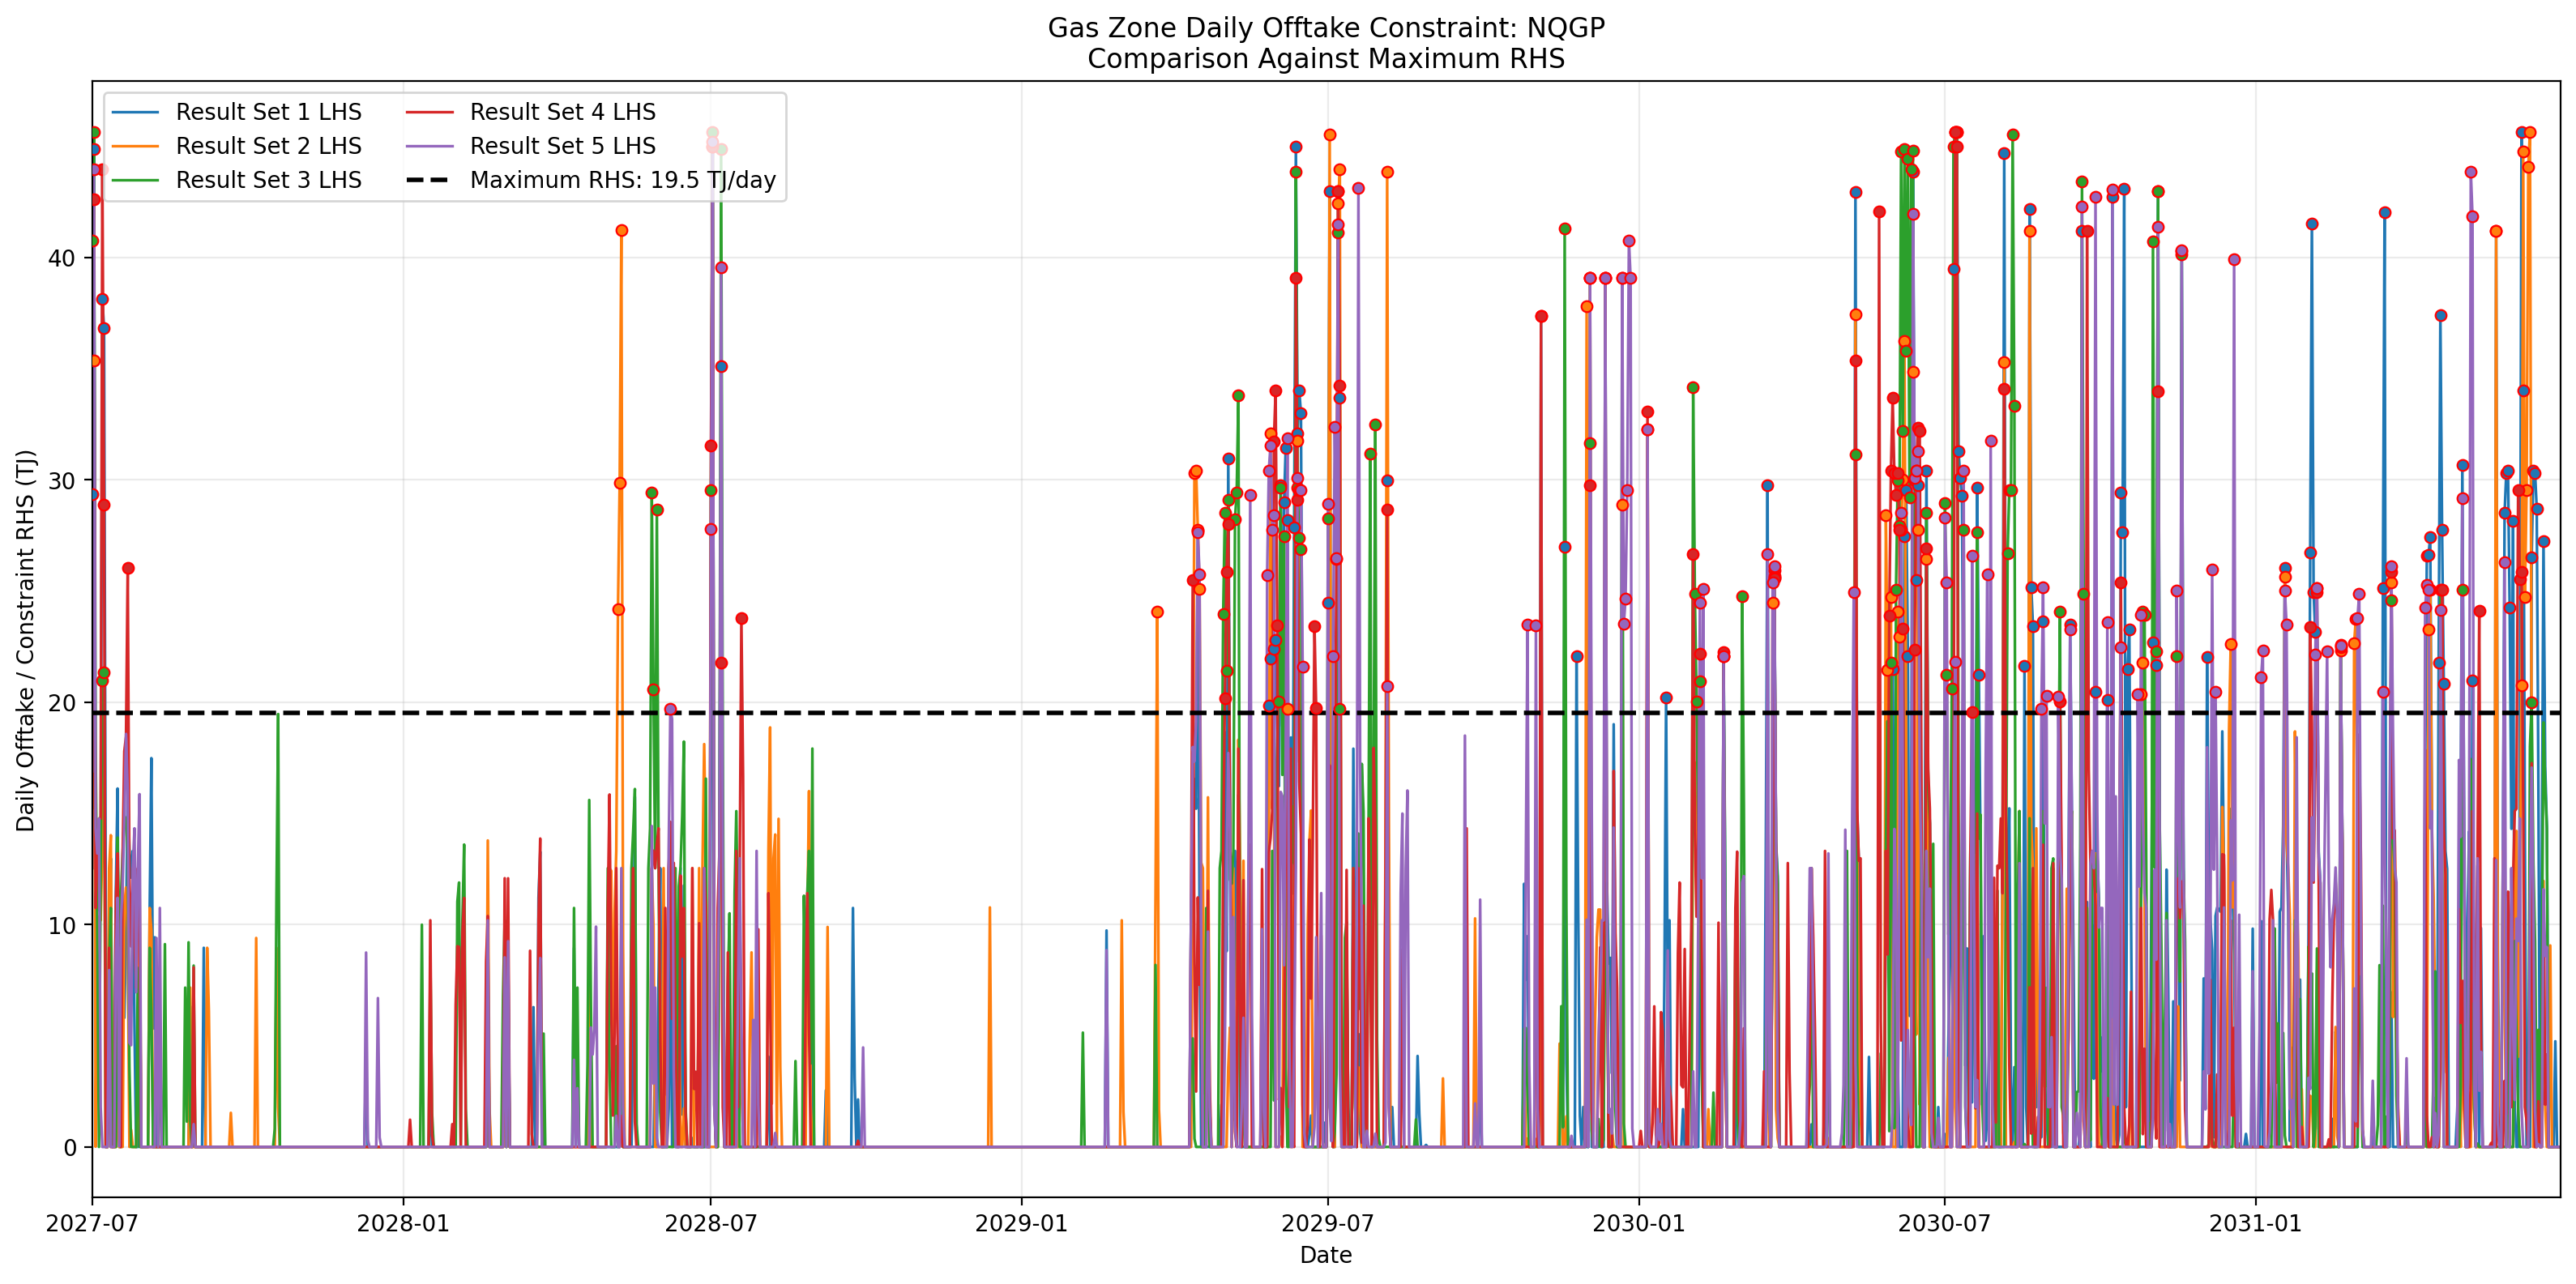 Gas Zone Daily Offtake Constraint: NQGP
Comparison Against Maximum RHS
Result Set 1 LHS
Result Set 2 LHS
Result Set 3 LHS
Result Set 4 LHS
Result Set 5 LHS
Maximum RHS: 19.5 TJ/day
Daily Offtake / Constraint RHS (TJ)
40
30
20
10
0
2027-07
2028-01
2028-07
2029-01
2029-07
2030-01
2030-07
2031-01
Date